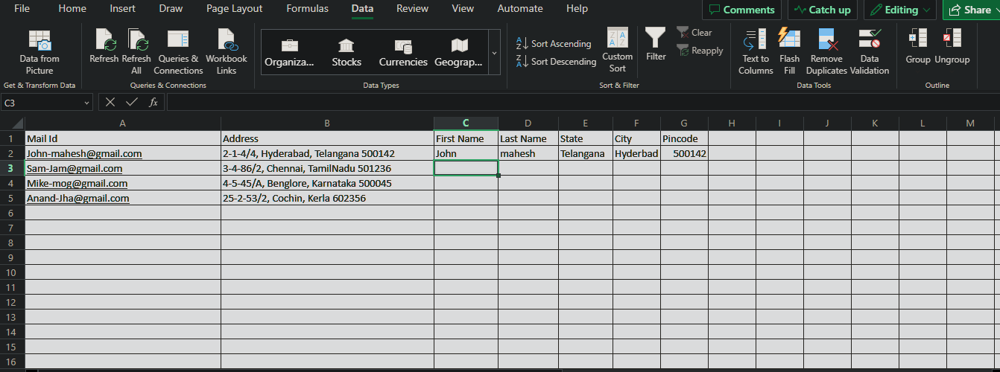 File Home Insert Draw Page Layout Formulas Data Review View Automate Help Comments Catch up Editing Share
Data from Picture
Refresh
Refresh All
Queries & Connections
Workbook Links
Organiza...
Stocks
Currencies
Geograp...
Sort Ascending
Sort Descending
Custom Sort
Filter
Clear
Reapply
Text to Columns
Flash Fill
Remove Duplicates
Data Validation
Group
Ungroup
Get & Transform Data Queries & Connections Data Types Sort & Filter Data Tools Outline
C3 fx
A B C D E F G H I J K L M
1 Mail Id Address First Name Last Name State City Pincode
2 John-mahesh@gmail.com 2-1-4/4, Hyderabad, Telangana 500142 John mahesh Telangana Hyderbad 500142
3 Sam-Jam@gmail.com 3-4-86/2, Chennai, TamilNadu 501236
4 Mike-mog@gmail.com 4-5-45/A, Benglore, Karnataka 500045
5 Anand-Jha@gmail.com 25-2-53/2, Cochin, Kerla 602356
6
7
8
9
10
11
12
13
14
15
16